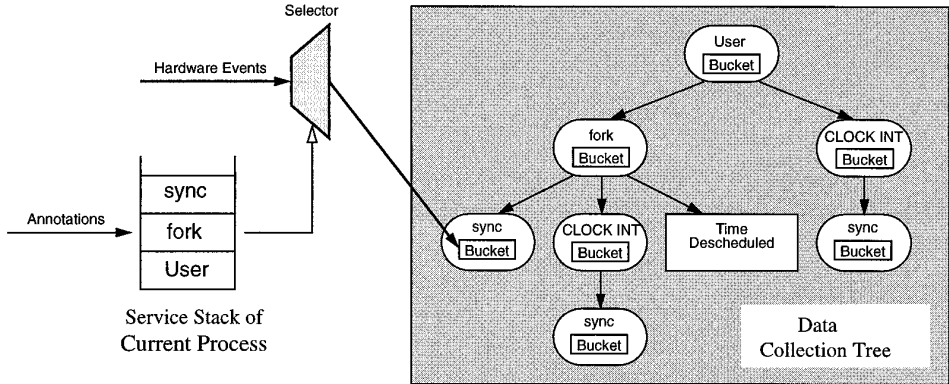 Selector
Hardware Events
Annotations
sync
fork
User
Service Stack of
Current Process
User
Bucket
fork
Bucket
CLOCK INT
Bucket
sync
Bucket
CLOCK INT
Bucket
Time
Descheduled
sync
Bucket
sync
Bucket
Data
Collection Tree